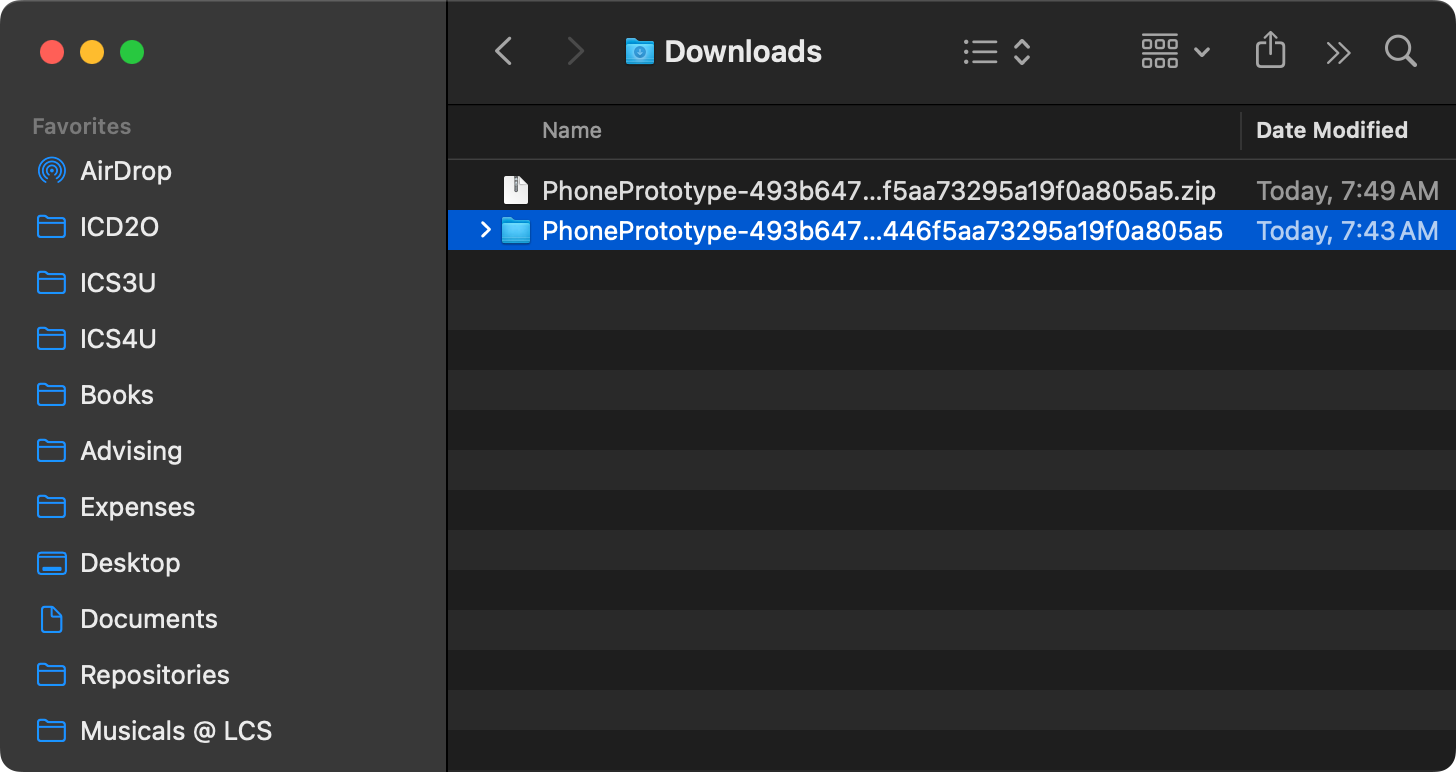 Downloads
Favorites
AirDrop
ICD2O
ICS3U
ICS4U
Books
Advising
Expenses
Desktop
Documents
Repositories
Musicals @ LCS
Name Date Modified
PhonePrototype-493b647...f5aa73295a19f0a805a5.zip Today, 7:49 AM
PhonePrototype-493b647...446f5aa73295a19f0a805a5 Today, 7:43 AM